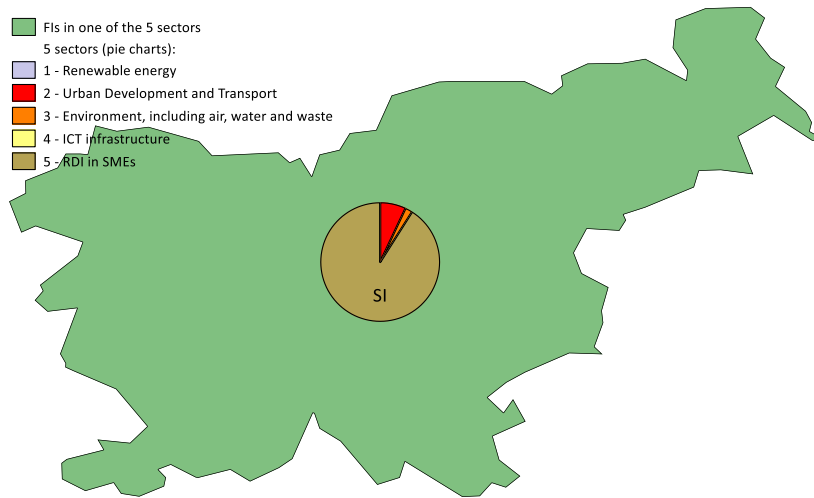 FIs in one of the 5 sectors
5 sectors (pie charts):
1 - Renewable energy
2 - Urban Development and Transport
3 - Environment, including air, water and waste
4 - ICT infrastructure
5 - RDI in SMEs
SI